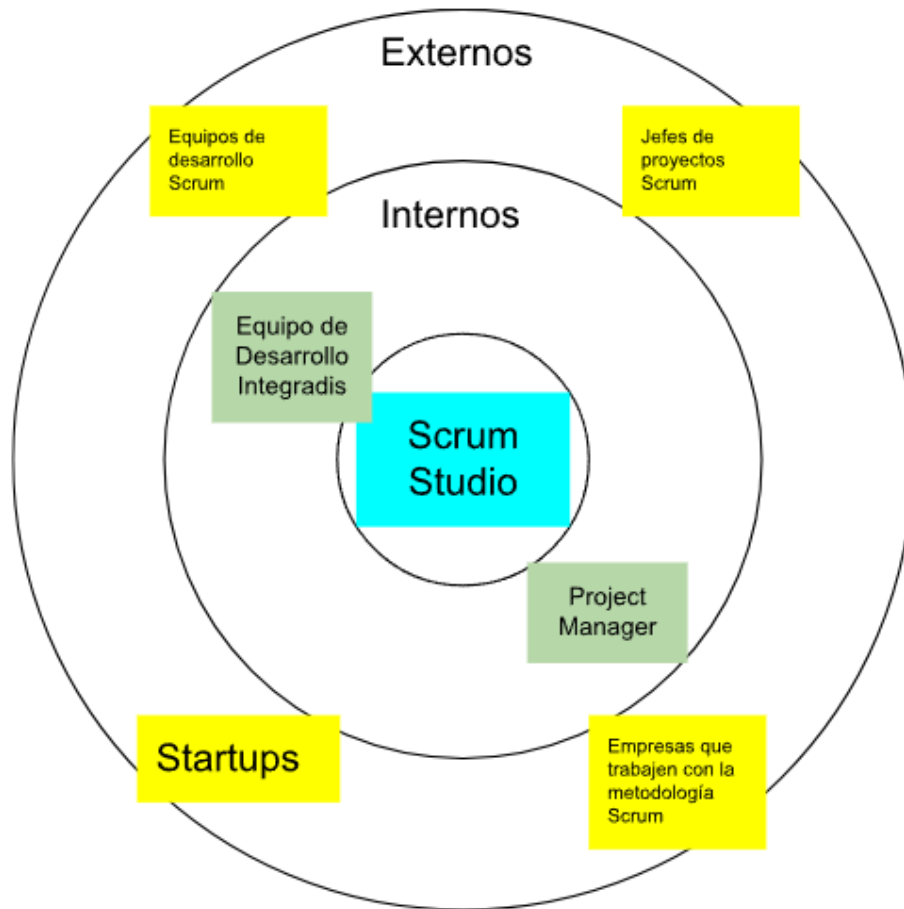 Externos
Equipos de
desarrollo
Scrum
Jefes de
proyectos
Scrum
Internos
Equipo de
Desarrollo
Integradis
Scrum
Studio
Project
Manager
Startups
Empresas que
trabajen con la
metodología
Scrum